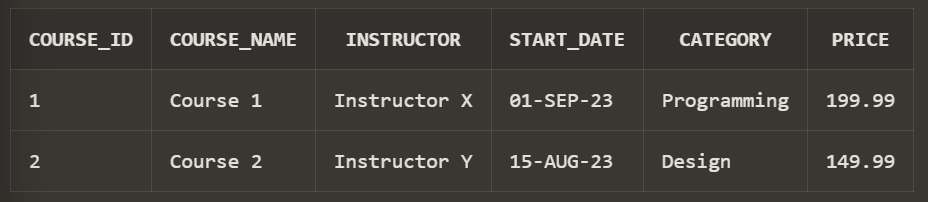 COURSE_ID COURSE_NAME INSTRUCTOR START_DATE CATEGORY PRICE
1 Course 1 Instructor X 01-SEP-23 Programming 199.99
2 Course 2 Instructor Y 15-AUG-23 Design 149.99